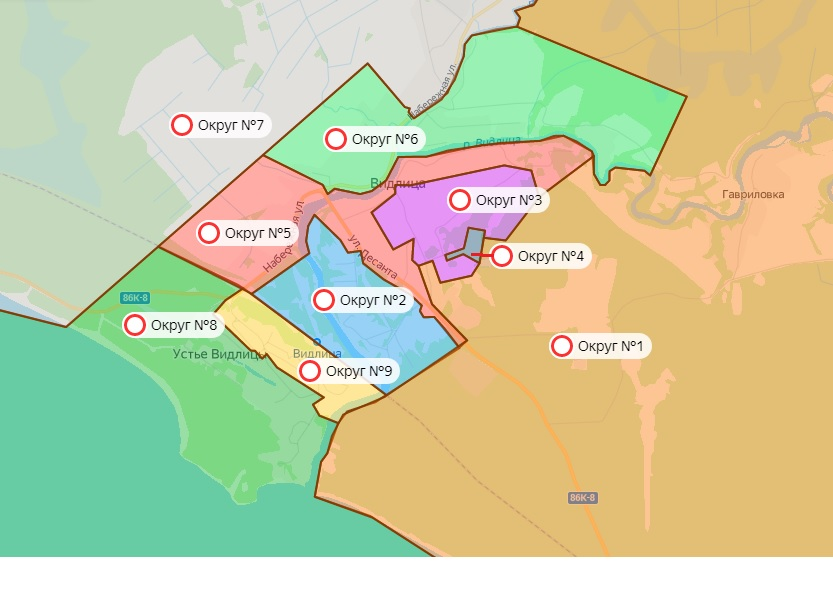 Набережная ул.
Округ №7
Округ №6
р. Видлица
Видлица
Гавриловка
Округ №3
Округ №5
Набережная ул
ул. Десанта
Округ №4
86К-8
Округ №2
Округ №8
Устье Видлицы
Видлица
Округ №1
Округ №9
86К-8